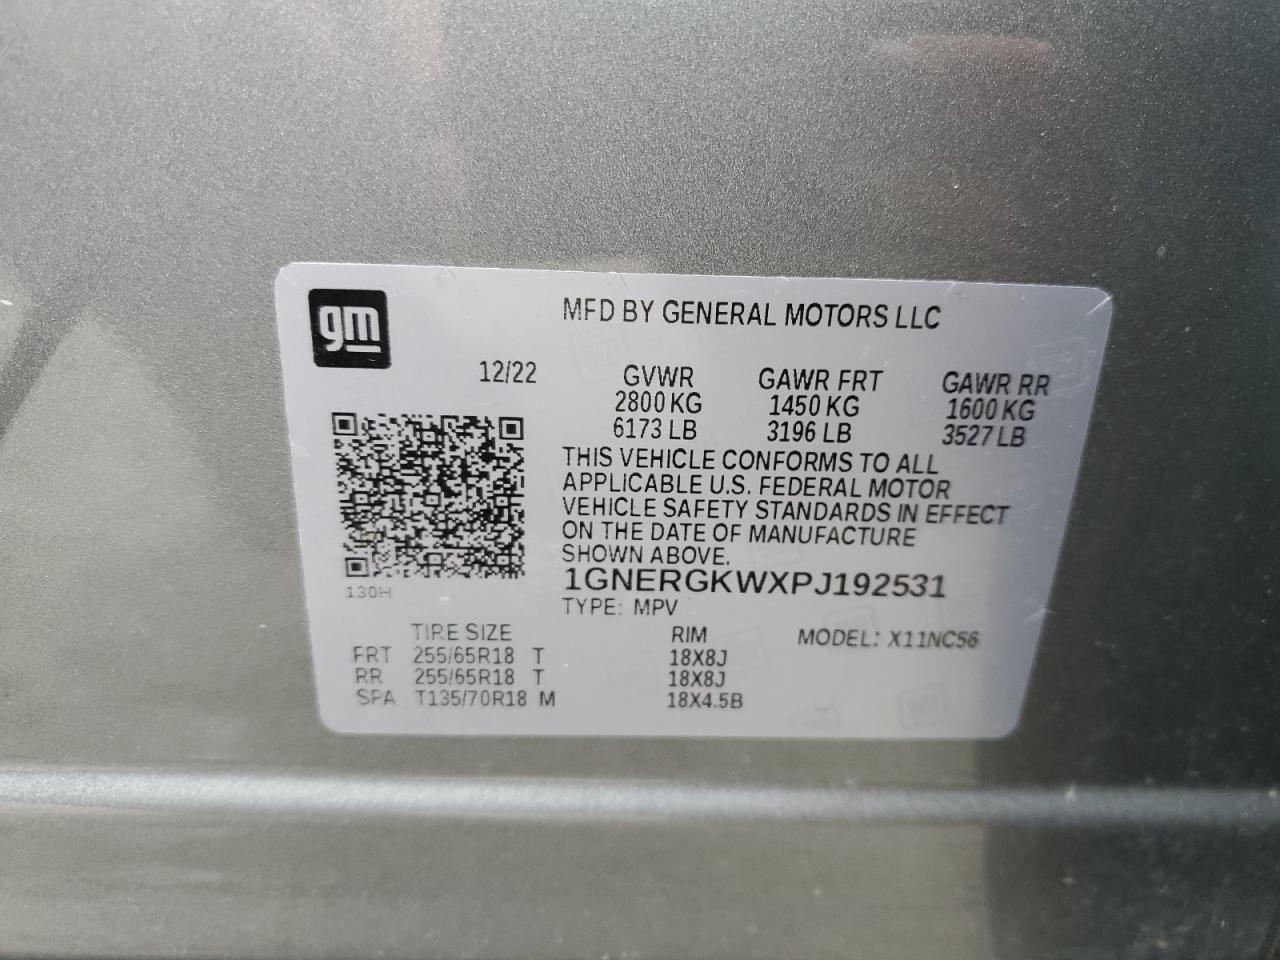 gm
MFD BY GENERAL MOTORS LLC
12/22
GVWR GAWR FRT GAWR RR
2800 KG 1450 KG 1600 KG
6173 LB 3196 LB 3527 LB
THIS VEHICLE CONFORMS TO ALL
APPLICABLE U.S. FEDERAL MOTOR
VEHICLE SAFETY STANDARDS IN EFFECT
ON THE DATE OF MANUFACTURE
SHOWN ABOVE.
1GNERGKWXPJ192531
130H
TYPE: MPV
TIRE SIZE RIM MODEL: X11NC56
FRT 255/65R18 T 18X8J
RR 255/65R18 T 18X8J
SPA T135/70R18 M 18X4.5B